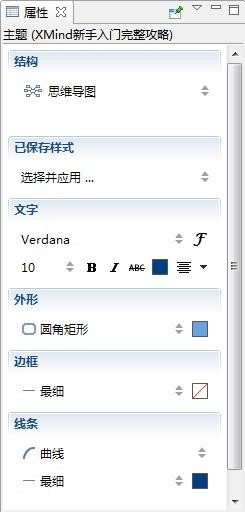 属性
主题 (XMind新手入门完整攻略)
结构
思维导图
已保存样式
选择并应用 ...
文字
Verdana ℱ
10 B I ABC
外形
圆角矩形
边框
最细
线条
曲线
最细